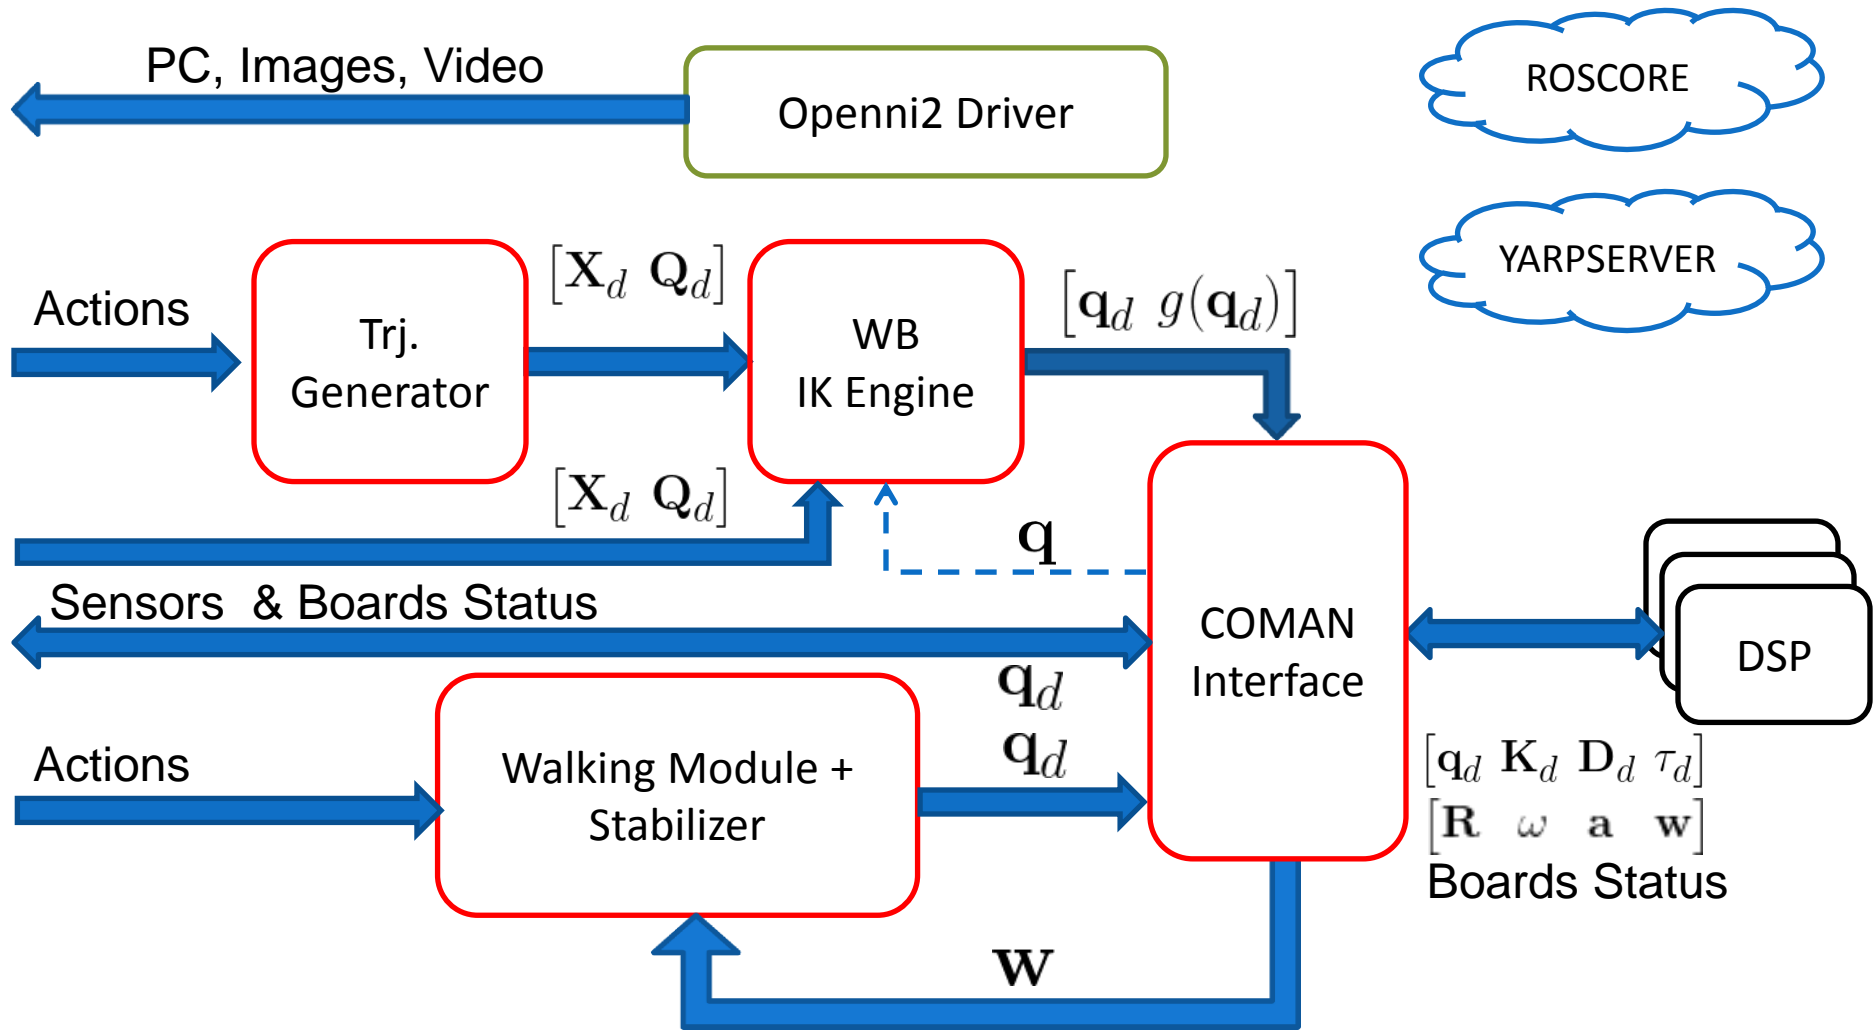 PC, Images, Video
Openni2 Driver
ROSCORE
YARPSERVER
Actions
Trj.
Generator
[X_d Q_d]
WB
IK Engine
[q_d g(q_d)]
[X_d Q_d]
q
Sensors & Boards Status
COMAN
Interface
DSP
q_d
Actions
Walking Module +
Stabilizer
q_d
[q_d K_d D_d τ_d]
[R ω a w]
Boards Status
w